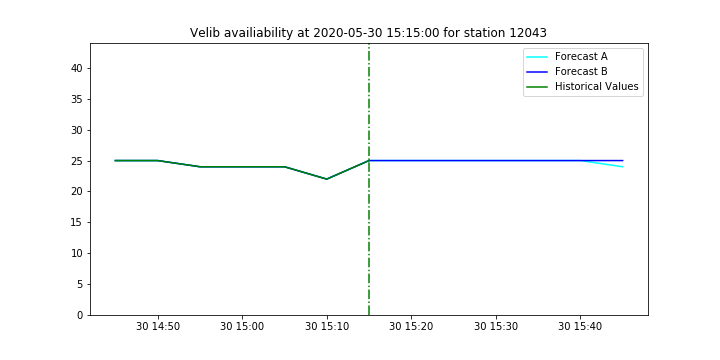 Velib availiability at 2020-05-30 15:15:00 for station 12043
Forecast A
Forecast B
Historical Values
40
35
30
25
20
15
10
5
0
30 14:50 30 15:00 30 15:10 30 15:20 30 15:30 30 15:40